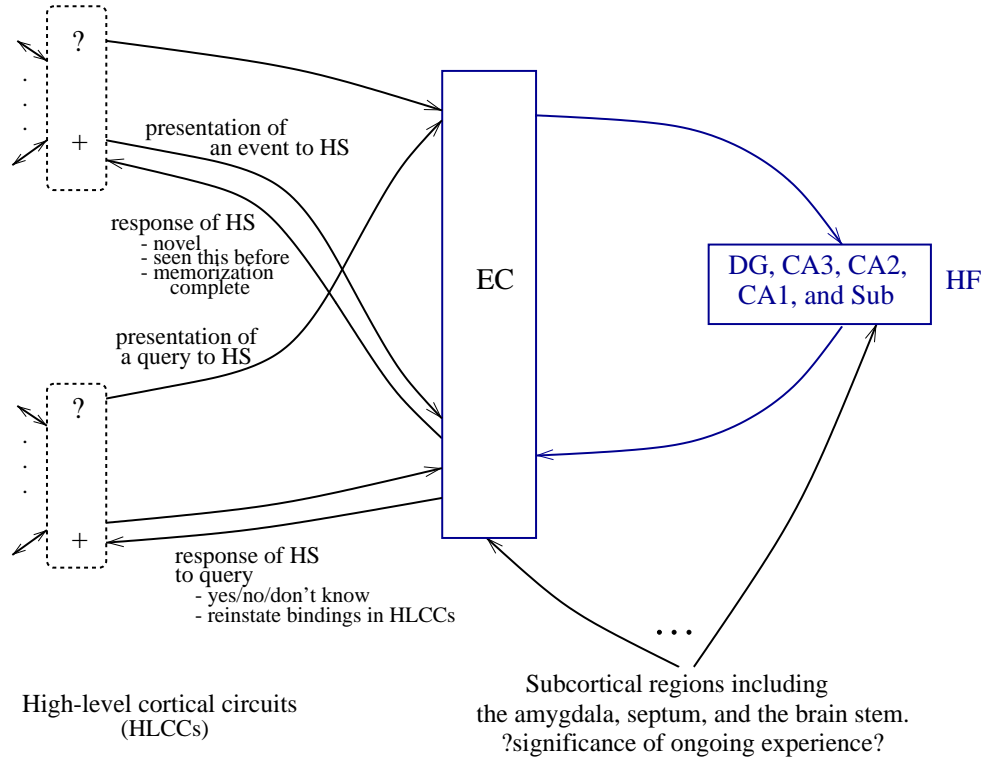 ?
+
presentation of
an event to HS
response of HS
- novel
- seen this before
- memorization
complete
presentation of
a query to HS
?
+
response of HS
to query
- yes/no/don't know
- reinstate bindings in HLCCs
High-level cortical circuits
(HLCCs)
EC
DG, CA3, CA2,
CA1, and Sub
HF
...
Subcortical regions including
the amygdala, septum, and the brain stem.
?significance of ongoing experience?